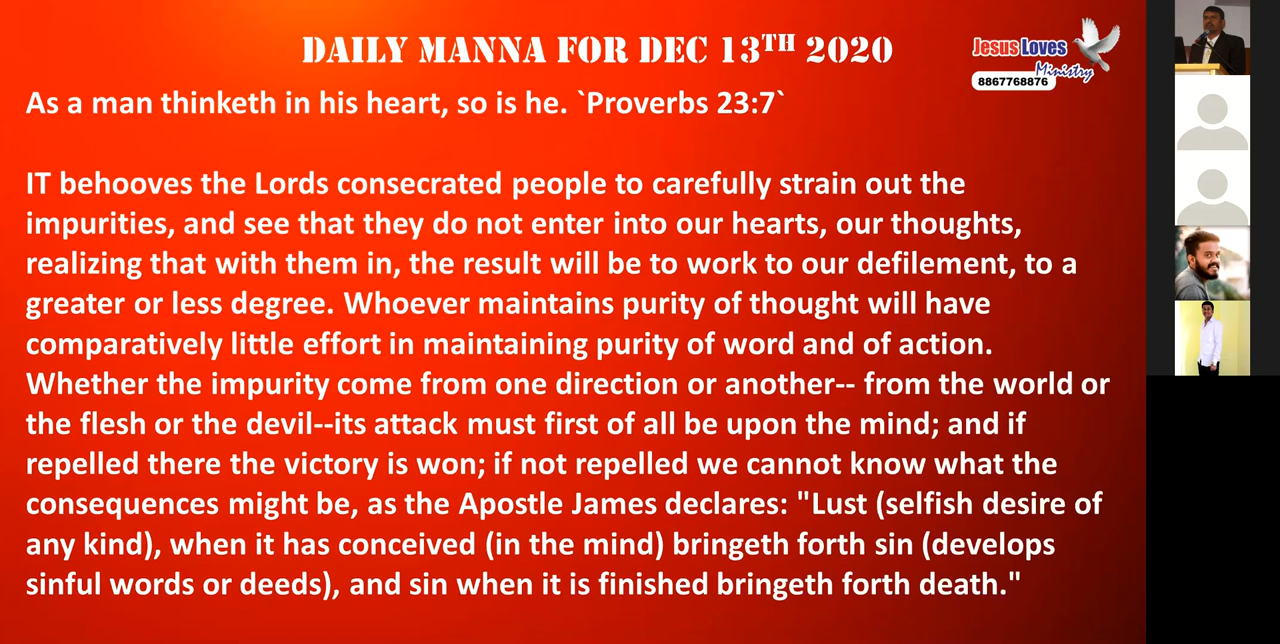 DAILY MANNA FOR DEC 13TH 2020
Jesus Loves
Ministry
8867768876
As a man thinketh in his heart, so is he. `Proverbs 23:7`
IT behooves the Lords consecrated people to carefully strain out the
impurities, and see that they do not enter into our hearts, our thoughts,
realizing that with them in, the result will be to work to our defilement, to a
greater or less degree. Whoever maintains purity of thought will have
comparatively little effort in maintaining purity of word and of action.
Whether the impurity come from one direction or another-- from the world or
the flesh or the devil--its attack must first of all be upon the mind; and if
repelled there the victory is won; if not repelled we cannot know what the
consequences might be, as the Apostle James declares: "Lust (selfish desire of
any kind), when it has conceived (in the mind) bringeth forth sin (develops
sinful words or deeds), and sin when it is finished bringeth forth death."